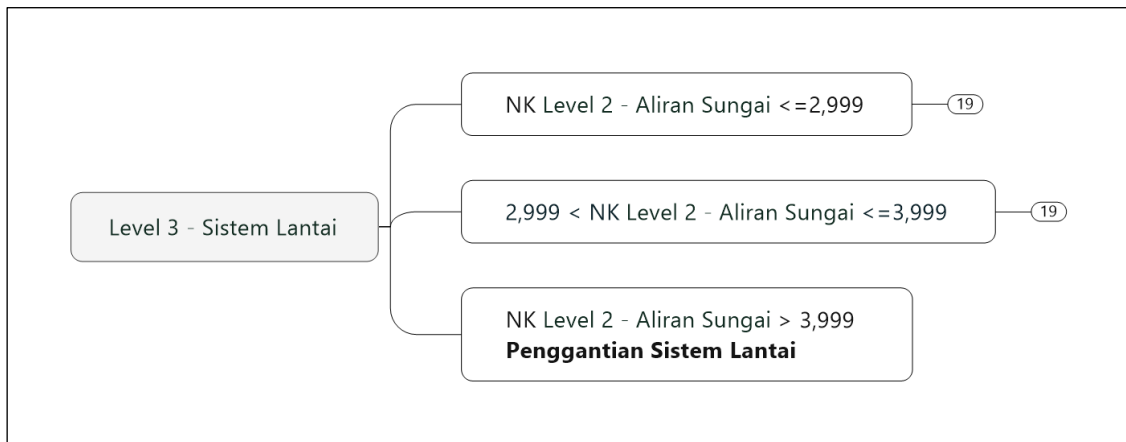 NK Level 2 - Aliran Sungai <=2,999
19
Level 3 - Sistem Lantai
2,999 < NK Level 2 - Aliran Sungai <=3,999
19
NK Level 2 - Aliran Sungai > 3,999
Penggantian Sistem Lantai